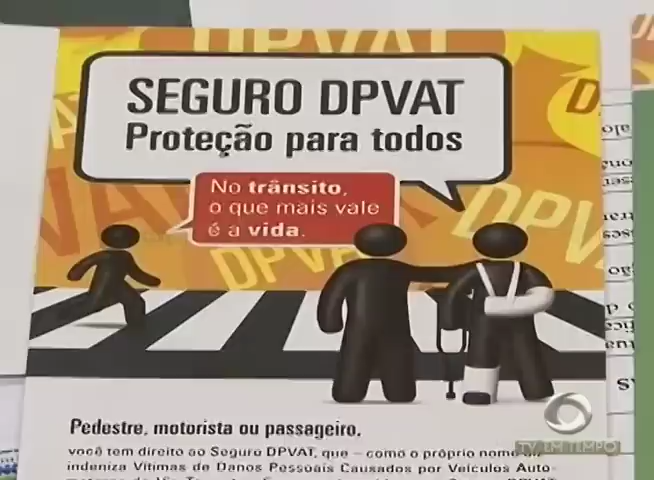 SEGURO DPVAT
Proteção para todos
No trânsito,
o que mais vale
é a vida.
Pedestre, motorista ou passageiro,
você tem direito ao Seguro DPVAT, que – como o próprio nome
indeniza Vítimas de Danos Pessoais Causados por Veículos Auto-
TV EM TEMPO